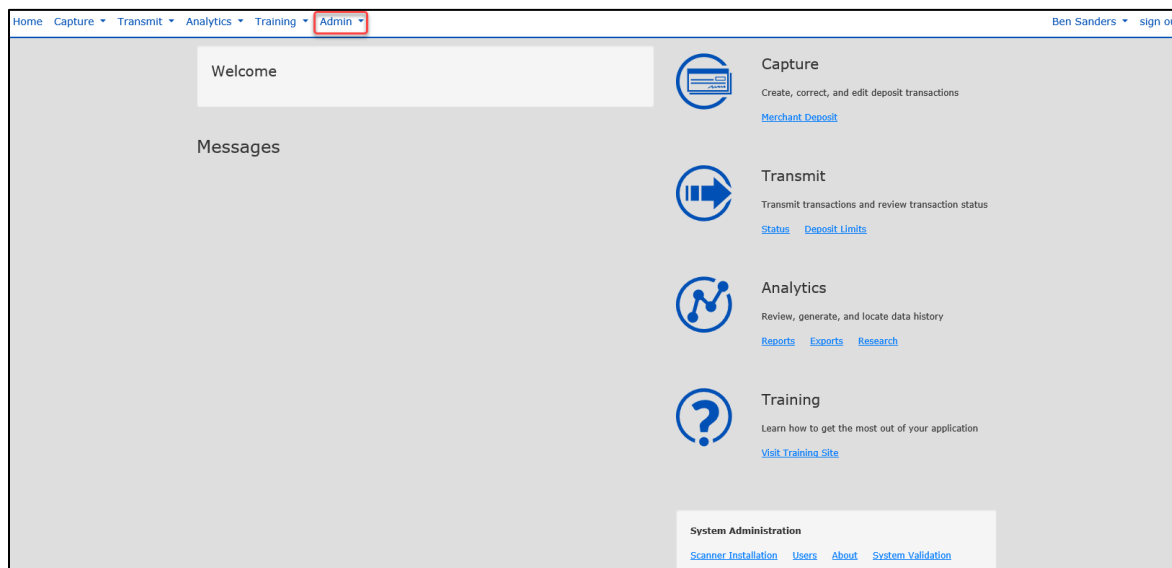 Home Capture Transmit Analytics Training Admin Ben Sanders sign ou
Welcome
Messages
Capture
Create, correct, and edit deposit transactions
Merchant Deposit
Transmit
Transmit transactions and review transaction status
Status Deposit Limits
Analytics
Review, generate, and locate data history
Reports Exports Research
Training
Learn how to get the most out of your application
Visit Training Site
System Administration
Scanner Installation Users About System Validation